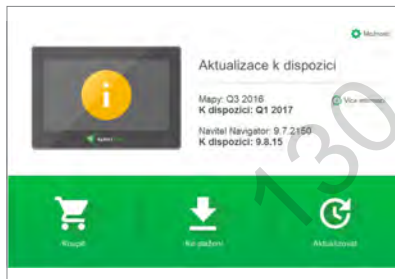 Možnosti
Aktualizace k dispozici
Mapy: Q3 2016
K dispozici: Q1 2017
Více informací
Navitel Navigator: 9.7.2150
K dispozici: 9.8.15
Koupit
Ke stažení
Aktualizovat
130